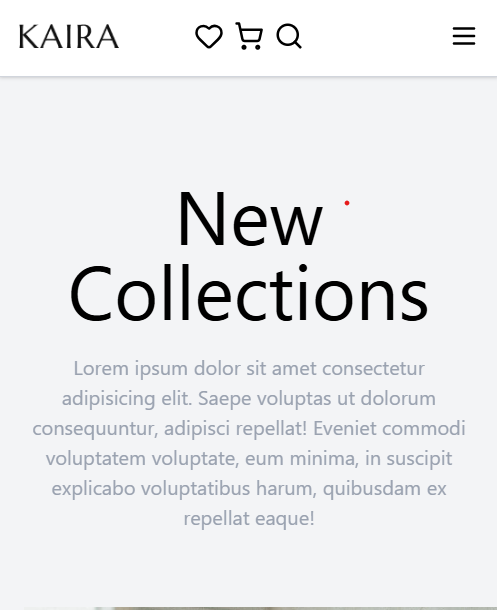 KAIRA
New
Collections
Lorem ipsum dolor sit amet consectetur
adipisicing elit. Saepe voluptas ut dolorum
consequuntur, adipisci repellat! Eveniet commodi
voluptatem voluptate, eum minima, in suscipit
explicabo voluptatibus harum, quibusdam ex
repellat eaque!